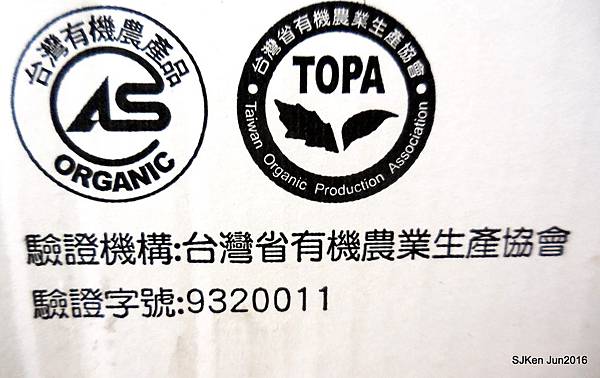 台灣有機農產品
CAS
ORGANIC
台灣省有機農業生產協會
TOPA
Taiwan Organic Production Association
驗證機構:台灣省有機農業生產協會
驗證字號:9320011
SJKen Jun2016